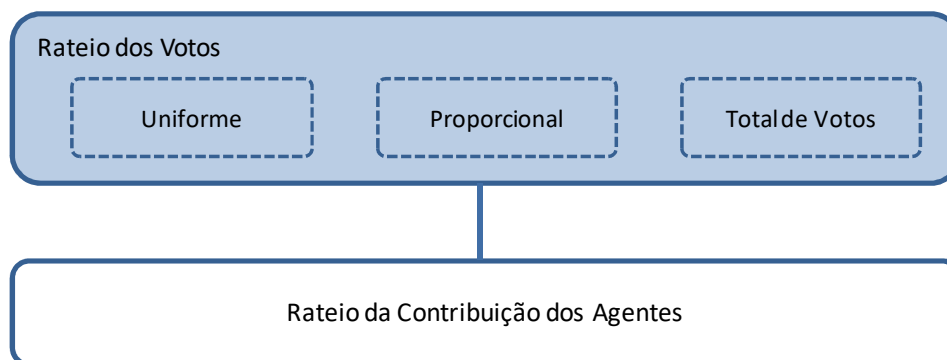 Rateio dos Votos
Uniforme
Proporcional
Total de Votos
Rateio da Contribuição dos Agentes